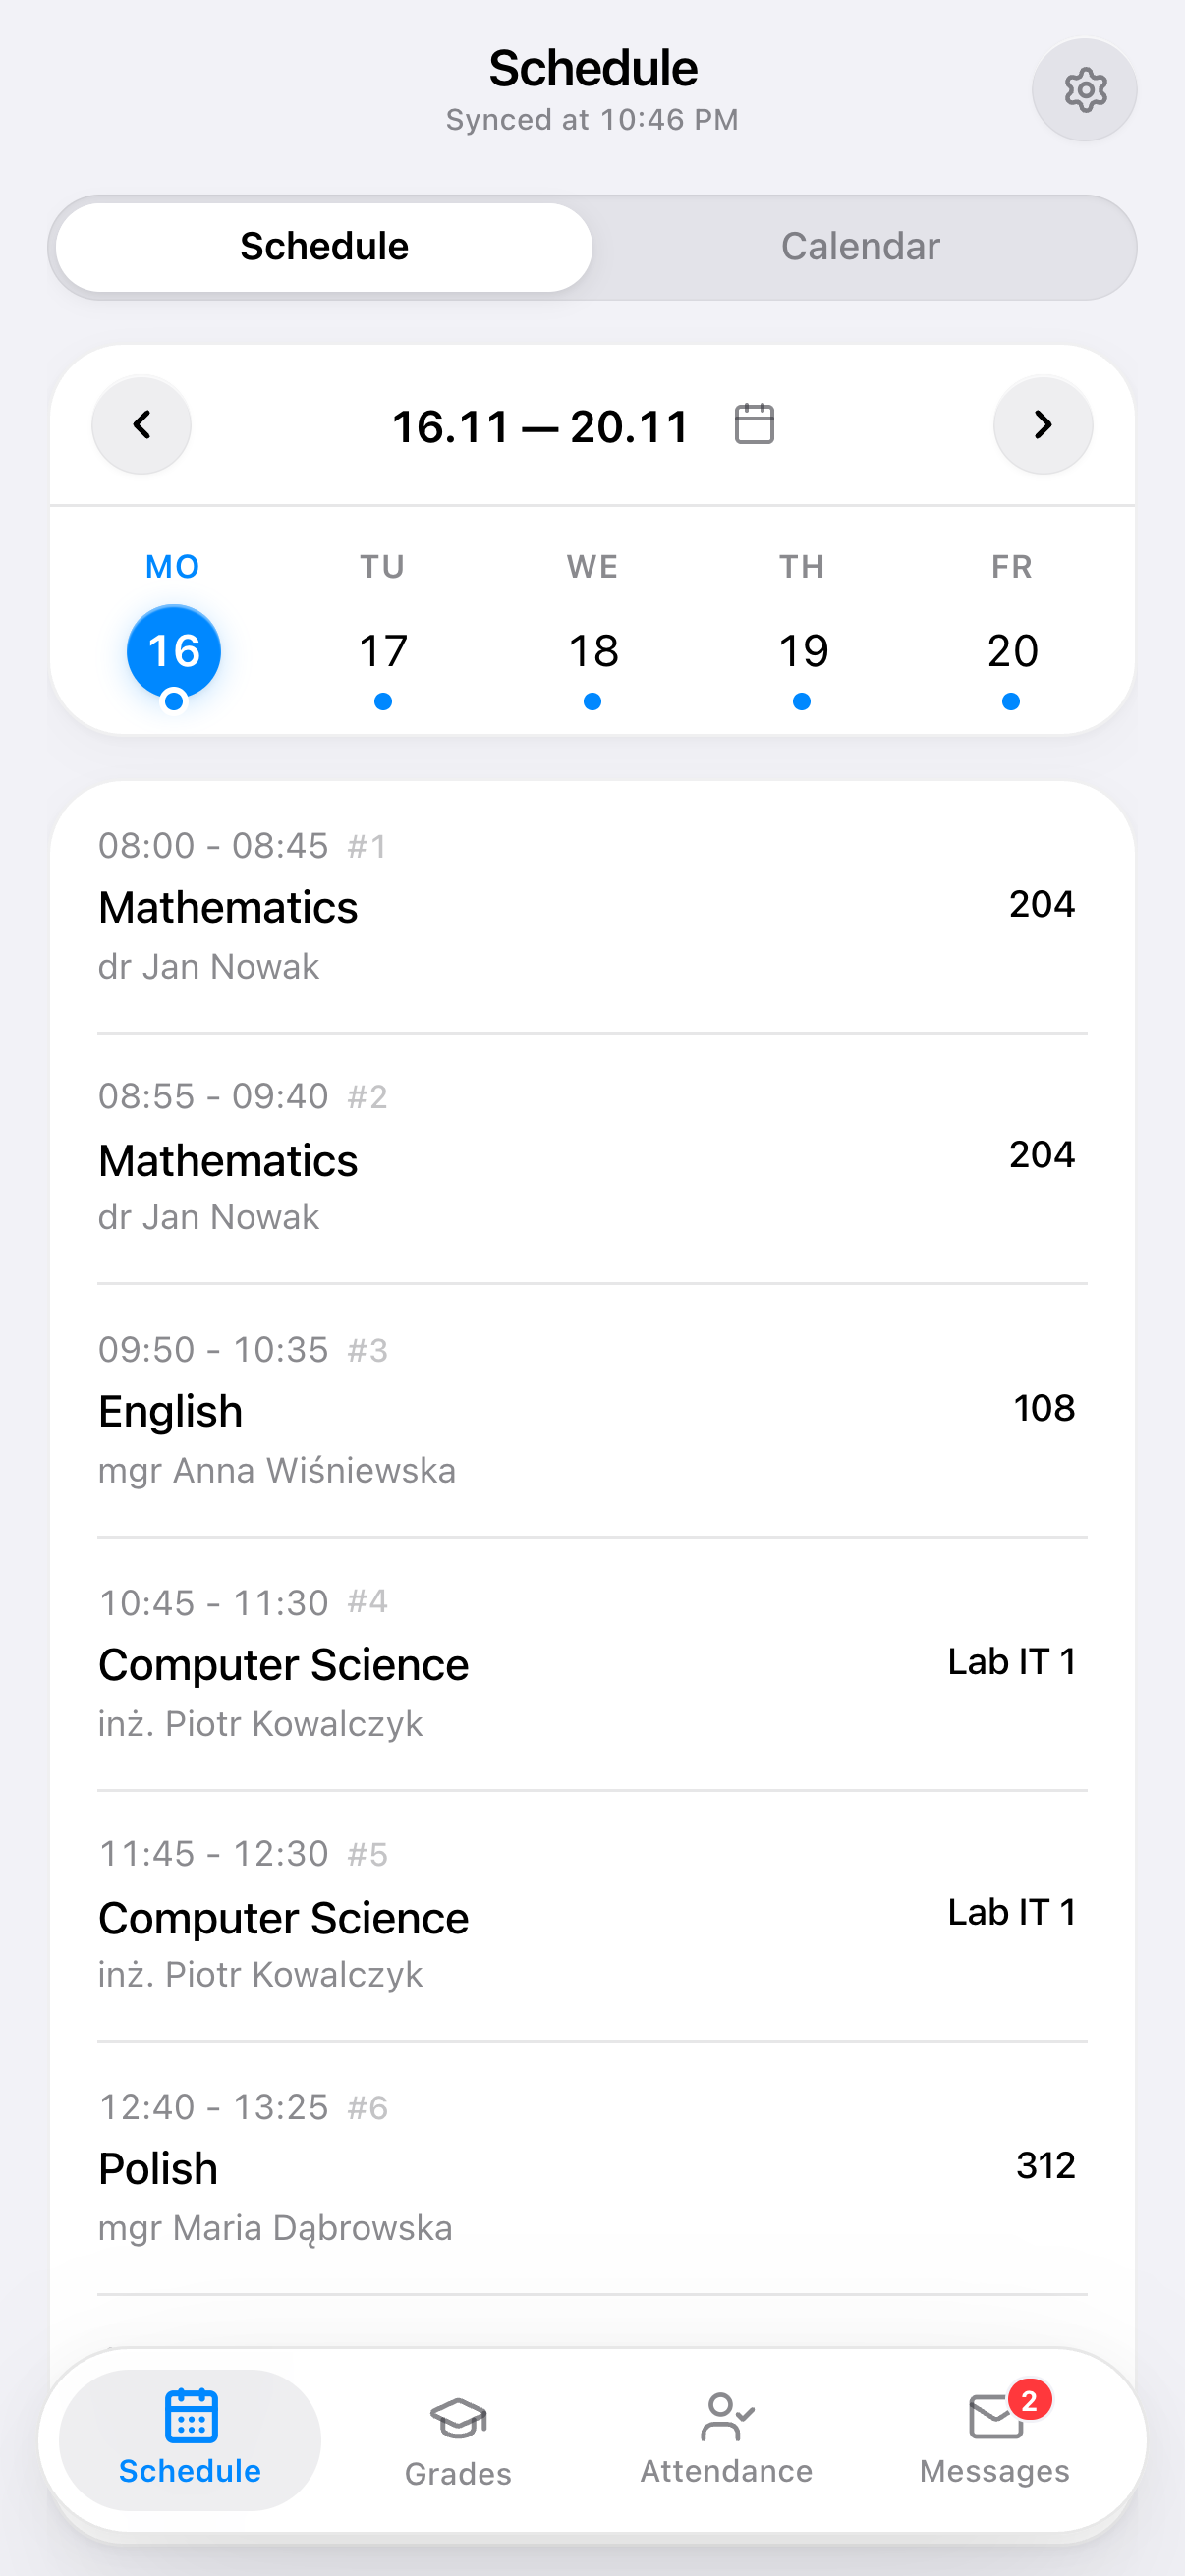 Schedule
Synced at 10:46 PM
Schedule Calendar
16.11 — 20.11
MO TU WE TH FR
16 17 18 19 20
08:00 - 08:45 #1
Mathematics 204
dr Jan Nowak
08:55 - 09:40 #2
Mathematics 204
dr Jan Nowak
09:50 - 10:35 #3
English 108
mgr Anna Wiśniewska
10:45 - 11:30 #4
Computer Science Lab IT 1
inż. Piotr Kowalczyk
11:45 - 12:30 #5
Computer Science Lab IT 1
inż. Piotr Kowalczyk
12:40 - 13:25 #6
Polish 312
mgr Maria Dąbrowska
2
Schedule Grades Attendance Messages